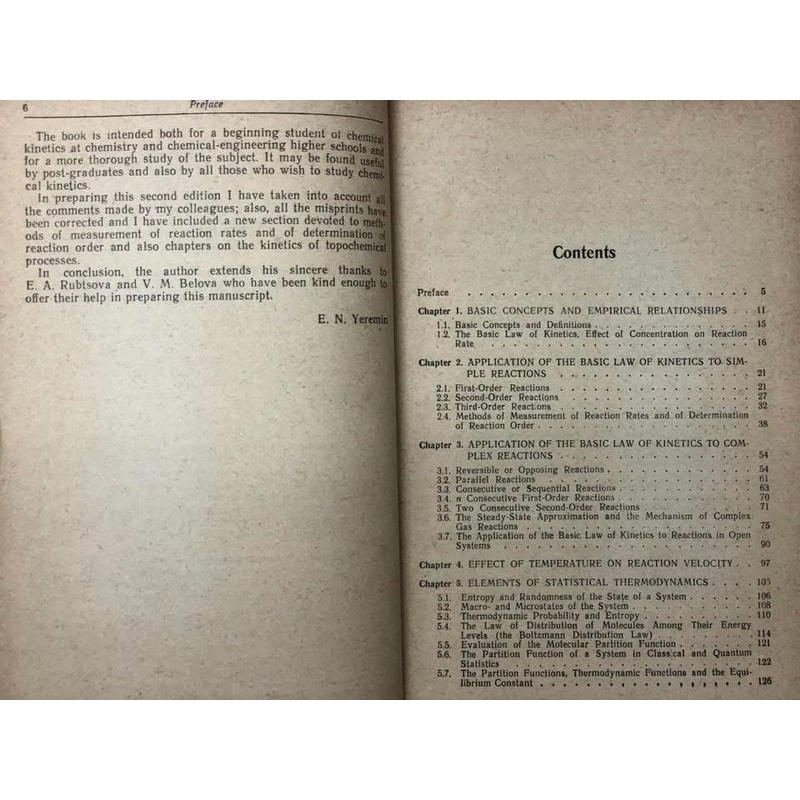 6
Preface
The book is intended both for a beginning student of chemical
kinetics at chemistry and chemical-engineering higher schools and
for a more thorough study of the subject. It may be found useful
by post-graduates and also by all those who wish to study chemi-
cal kinetics.
In preparing this second edition I have taken into account all
the comments made by my colleagues; also, all the misprints have
been corrected and I have included a new section devoted to meth-
ods of measurement of reaction rates and of determination of
reaction order and also chapters on the kinetics of topochemical
processes.
In conclusion, the author extends his sincere thanks to
E. A. Rubtsova and V. M. Belova who have been kind enough to
offer their help in preparing this manuscript.
E. N. Yeremin
Contents
Preface . . . . . . . . . . . . . . . . . . . . . . . . 5
Chapter 1. BASIC CONCEPTS AND EMPIRICAL RELATIONSHIPS . . 11
1.1. Basic Concepts and Definitions . . . . . . . . . . . . . . 15
1.2. The Basic Law of Kinetics. Effect of Concentration on Reaction
Rate . . . . . . . . . . . . . . . . . . . . . . 16
Chapter 2. APPLICATION OF THE BASIC LAW OF KINETICS TO SIM-
PLE REACTIONS . . . . . . . . . . . . . . . . . 21
2.1. First-Order Reactions . . . . . . . . . . . . . . . . . 21
2.2. Second-Order Reactions . . . . . . . . . . . . . . . . 27
2.3. Third-Order Reactions . . . . . . . . . . . . . . . . . 32
2.4. Methods of Measurement of Reaction Rates and of Determination
of Reaction Order . . . . . . . . . . . . . . . . . . 38
Chapter 3. APPLICATION OF THE BASIC LAW OF KINETICS TO COM-
PLEX REACTIONS . . . . . . . . . . . . . . . . . 54
3.1. Reversible or Opposing Reactions . . . . . . . . . . . . . 54
3.2. Parallel Reactions . . . . . . . . . . . . . . . . . . 61
3.3. Consecutive or Sequential Reactions . . . . . . . . . . . . 63
3.4. n Consecutive First-Order Reactions . . . . . . . . . . . . 70
3.5. Two Consecutive Second-Order Reactions . . . . . . . . . . 71
3.6. The Steady-State Approximation and the Mechanism of Complex
Gas Reactions . . . . . . . . . . . . . . . . . . . 75
3.7. The Application of the Basic Law of Kinetics to Reactions in Open
Systems . . . . . . . . . . . . . . . . . . . . . 90
Chapter 4. EFFECT OF TEMPERATURE ON REACTION VELOCITY . . 97
Chapter 5. ELEMENTS OF STATISTICAL THERMODYNAMICS . . . . 105
5.1. Entropy and Randomness of the State of a System . . . . . . 106
5.2. Macro- and Microstates of the System . . . . . . . . . . . 108
5.3. Thermodynamic Probability and Entropy . . . . . . . . . . 110
5.4. The Law of Distribution of Molecules Among Their Energy
Levels (the Boltzmann Distribution Law) . . . . . . . . . . 114
5.5. Evaluation of the Molecular Partition Function . . . . . . . 121
5.6. The Partition Function of a System in Classical and Quantum
Statistics . . . . . . . . . . . . . . . . . . . . 122
5.7. The Partition Functions, Thermodynamic Functions and the Equi-
librium Constant . . . . . . . . . . . . . . . . . . 126